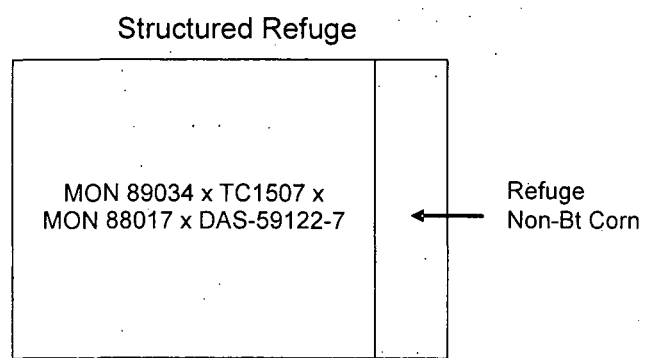 Structured Refuge
MON 89034 x TC1507 x
MON 88017 x DAS-59122-7
Refuge
Non-Bt Corn